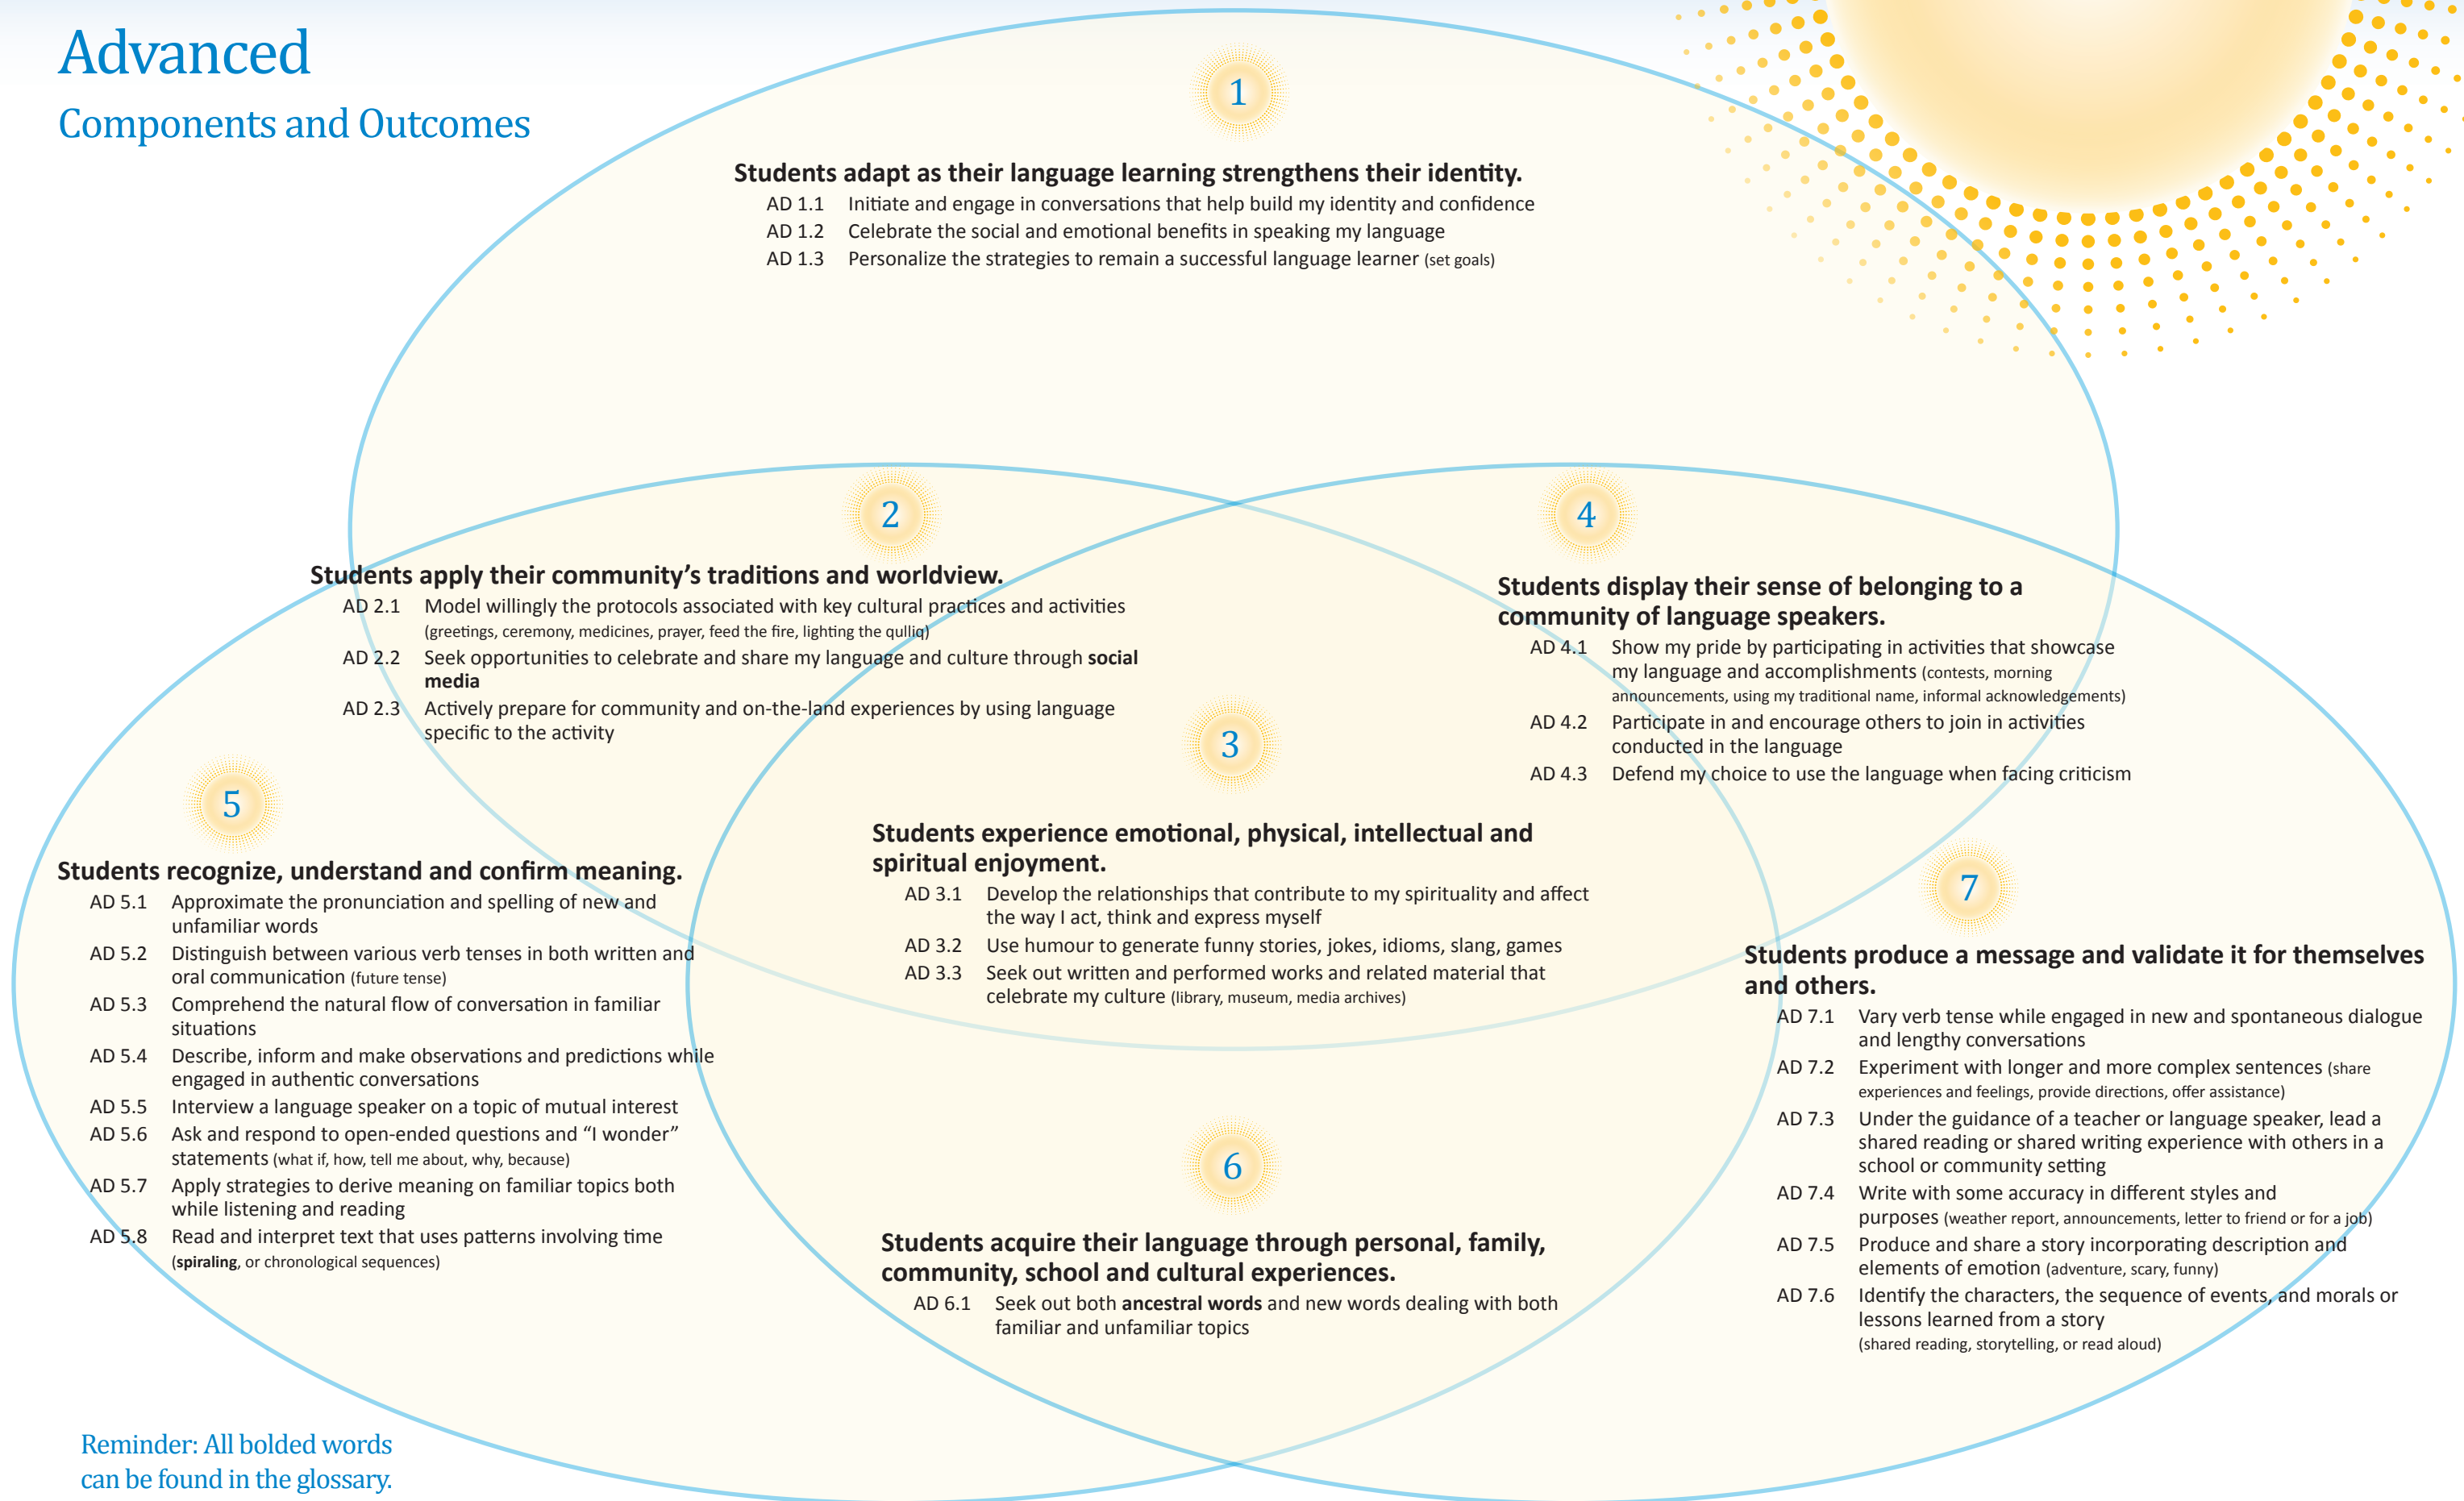 Advanced
Components and Outcomes
1
Students adapt as their language learning strengthens their identity.
AD 1.1 Initiate and engage in conversations that help build my identity and confidence
AD 1.2 Celebrate the social and emotional benefits in speaking my language
AD 1.3 Personalize the strategies to remain a successful language learner (set goals)
2
Students apply their community’s traditions and worldview.
AD 2.1 Model willingly the protocols associated with key cultural practices and activities
(greetings, ceremony, medicines, prayer, feed the fire, lighting the qulliq)
AD 2.2 Seek opportunities to celebrate and share my language and culture through social
media
AD 2.3 Actively prepare for community and on-the-land experiences by using language
specific to the activity
4
Students display their sense of belonging to a
community of language speakers.
AD 4.1 Show my pride by participating in activities that showcase
my language and accomplishments (contests, morning
announcements, using my traditional name, informal acknowledgements)
AD 4.2 Participate in and encourage others to join in activities
conducted in the language
AD 4.3 Defend my choice to use the language when facing criticism
3
Students experience emotional, physical, intellectual and
spiritual enjoyment.
AD 3.1 Develop the relationships that contribute to my spirituality and affect
the way I act, think and express myself
AD 3.2 Use humour to generate funny stories, jokes, idioms, slang, games
AD 3.3 Seek out written and performed works and related material that
celebrate my culture (library, museum, media archives)
5
Students recognize, understand and confirm meaning.
AD 5.1 Approximate the pronunciation and spelling of new and
unfamiliar words
AD 5.2 Distinguish between various verb tenses in both written and
oral communication (future tense)
AD 5.3 Comprehend the natural flow of conversation in familiar
situations
AD 5.4 Describe, inform and make observations and predictions while
engaged in authentic conversations
AD 5.5 Interview a language speaker on a topic of mutual interest
AD 5.6 Ask and respond to open-ended questions and “I wonder”
statements (what if, how, tell me about, why, because)
AD 5.7 Apply strategies to derive meaning on familiar topics both
while listening and reading
AD 5.8 Read and interpret text that uses patterns involving time
(spiraling, or chronological sequences)
6
Students acquire their language through personal, family,
community, school and cultural experiences.
AD 6.1 Seek out both ancestral words and new words dealing with both
familiar and unfamiliar topics
7
Students produce a message and validate it for themselves
and others.
AD 7.1 Vary verb tense while engaged in new and spontaneous dialogue
and lengthy conversations
AD 7.2 Experiment with longer and more complex sentences (share
experiences and feelings, provide directions, offer assistance)
AD 7.3 Under the guidance of a teacher or language speaker, lead a
shared reading or shared writing experience with others in a
school or community setting
AD 7.4 Write with some accuracy in different styles and
purposes (weather report, announcements, letter to friend or for a job)
AD 7.5 Produce and share a story incorporating description and
elements of emotion (adventure, scary, funny)
AD 7.6 Identify the characters, the sequence of events, and morals or
lessons learned from a story
(shared reading, storytelling, or read aloud)
Reminder: All bolded words
can be found in the glossary.